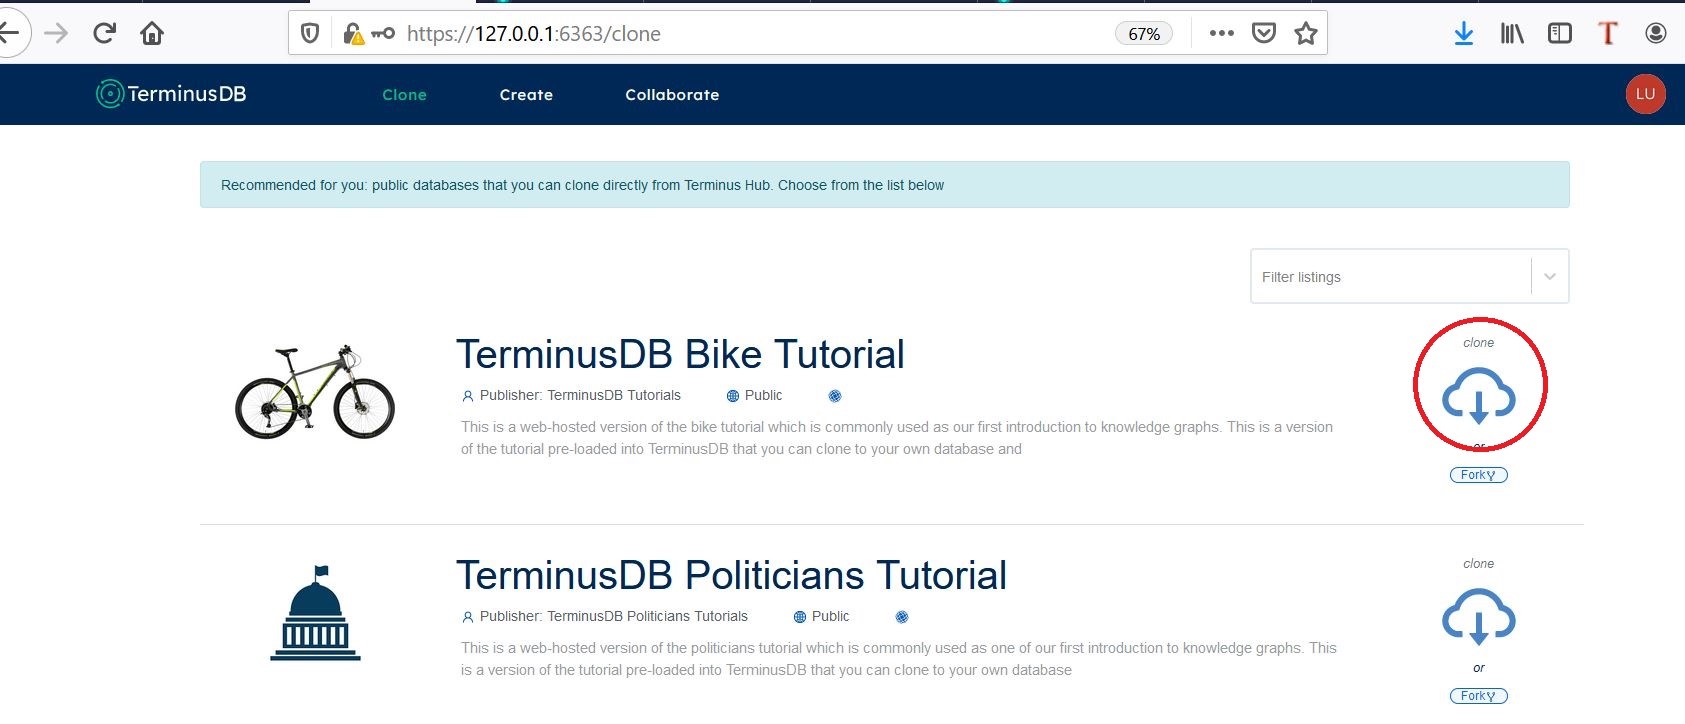 https://127.0.0.1:6363/clone 67%
TerminusDB Clone Create Collaborate LU
Recommended for you: public databases that you can clone directly from Terminus Hub. Choose from the list below
Filter listings
clone
TerminusDB Bike Tutorial
Publisher: TerminusDB Tutorials Public
This is a web-hosted version of the bike tutorial which is commonly used as our first introduction to knowledge graphs. This is a version
of the tutorial pre-loaded into TerminusDB that you can clone to your own database and
or
Fork
clone
TerminusDB Politicians Tutorial
Publisher: TerminusDB Politicians Tutorials Public
This is a web-hosted version of the politicians tutorial which is commonly used as one of our first introduction to knowledge graphs. This
is a version of the tutorial pre-loaded into TerminusDB that you can clone to your own database
or
Fork